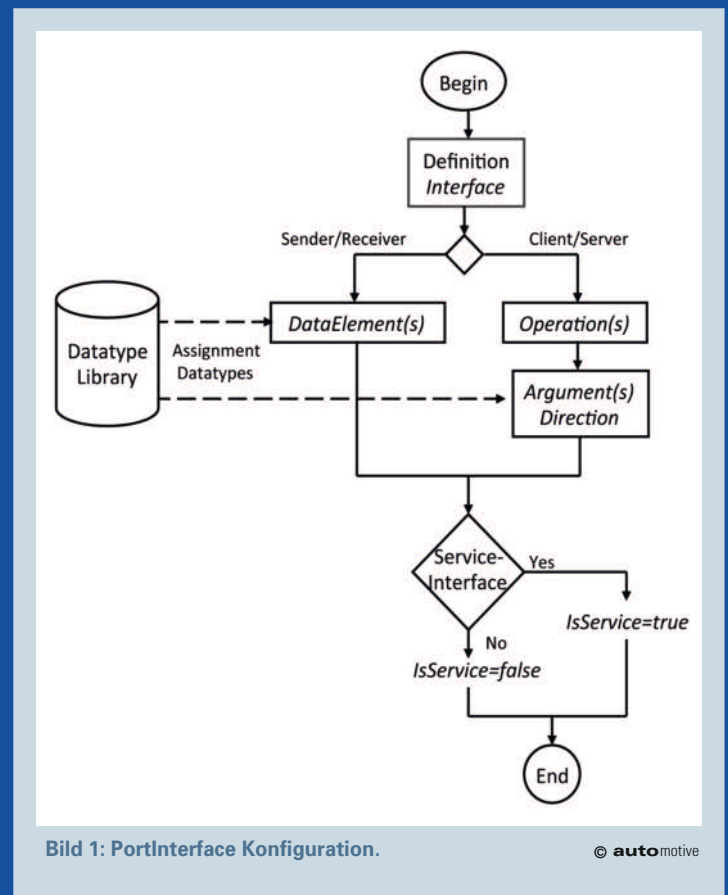 Begin
Definition
Interface
Sender/Receiver
Client/Server
DataElement(s)
Operation(s)
Datatype
Library
Assignment
Datatypes
Argument(s)
Direction
Service-
Interface
Yes
IsService=true
No
IsService=false
End
Bild 1: PortInterface Konfiguration.
© automotive